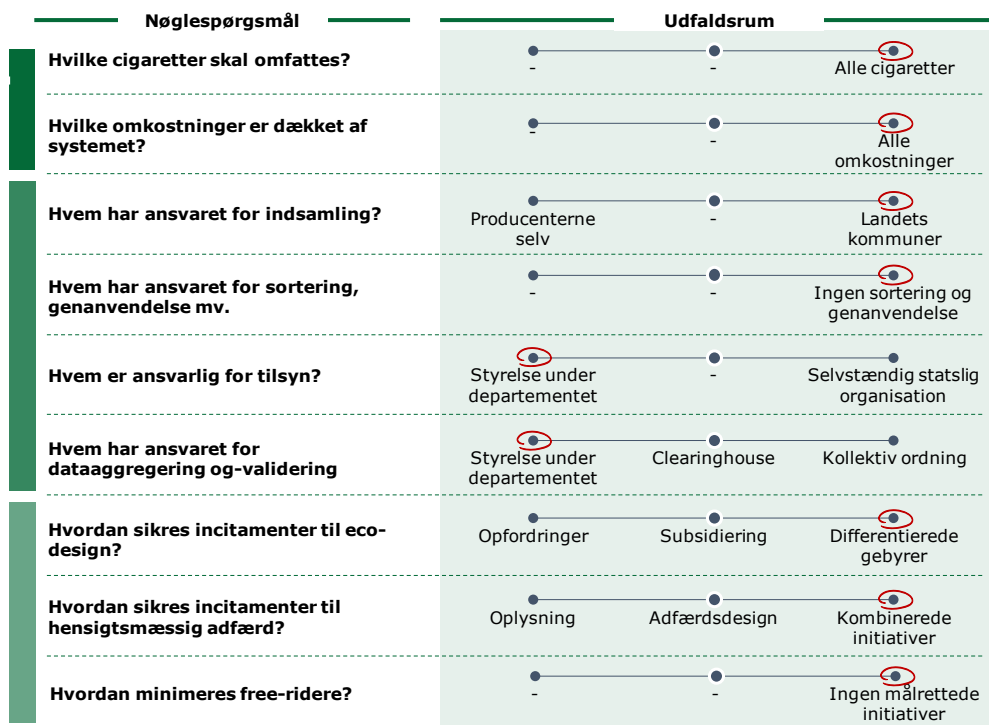 Nøglespørgsmål
Udfaldsrum
Hvilke cigaretter skal omfattes?
-
-
Alle cigaretter
Hvilke omkostninger er dækket af
systemet?
-
-
Alle
omkostninger
Hvem har ansvaret for indsamling?
Producenterne
selv
-
Landets
kommuner
Hvem har ansvaret for sortering,
genanvendelse mv.
-
-
Ingen sortering og
genanvendelse
Hvem er ansvarlig for tilsyn?
Styrelse under
departementet
-
Selvstændig statslig
organisation
Hvem har ansvaret for
dataaggregering og-validering
Styrelse under
departementet
Clearinghouse
Kollektiv ordning
Hvordan sikres incitamenter til eco-
design?
Opfordringer
Subsidiering
Differentierede
gebyrer
Hvordan sikres incitamenter til
hensigtsmæssig adfærd?
Oplysning
Adfærdsdesign
Kombinerede
initiativer
Hvordan minimeres free-ridere?
-
-
Ingen målrettede
initiativer